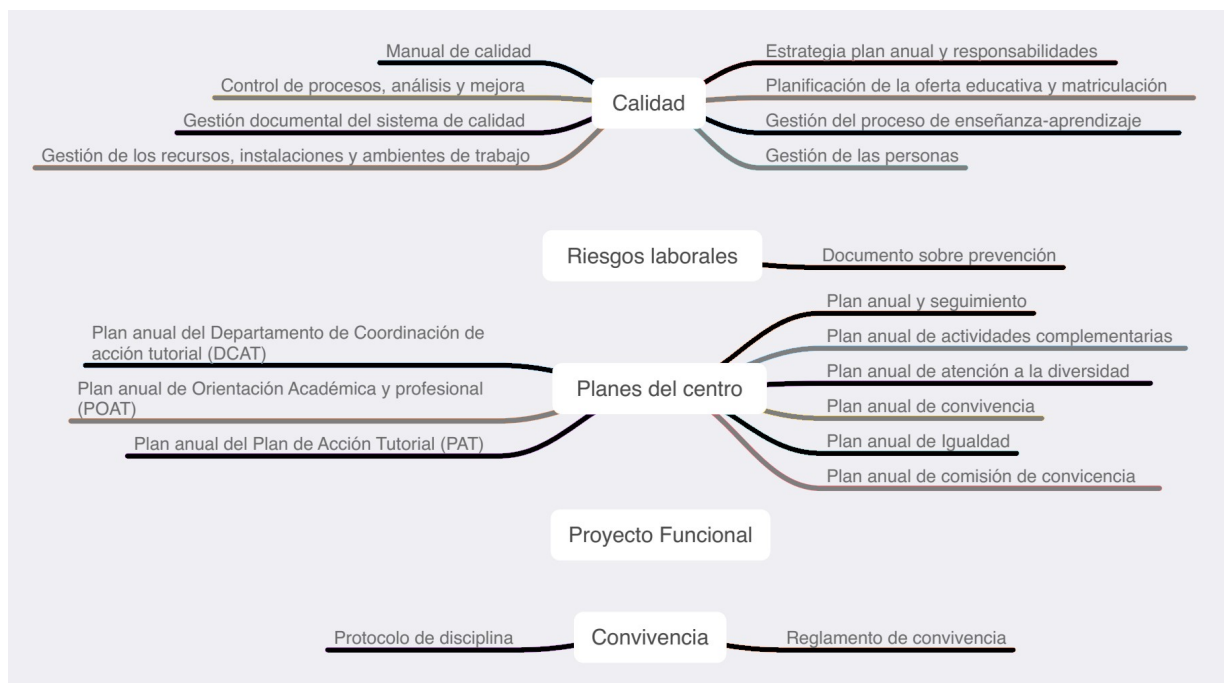 Manual de calidad
Control de procesos, análisis y mejora
Gestión documental del sistema de calidad
Gestión de los recursos, instalaciones y ambientes de trabajo
Calidad
Estrategia plan anual y responsabilidades
Planificación de la oferta educativa y matriculación
Gestión del proceso de enseñanza-aprendizaje
Gestión de las personas
Riesgos laborales
Documento sobre prevención
Plan anual del Departamento de Coordinación de
acción tutorial (DCAT)
Plan anual de Orientación Académica y profesional
(POAT)
Plan anual del Plan de Acción Tutorial (PAT)
Planes del centro
Plan anual y seguimiento
Plan anual de actividades complementarias
Plan anual de atención a la diversidad
Plan anual de convivencia
Plan anual de Igualdad
Plan anual de comisión de convicencia
Proyecto Funcional
Protocolo de disciplina
Convivencia
Reglamento de convivencia